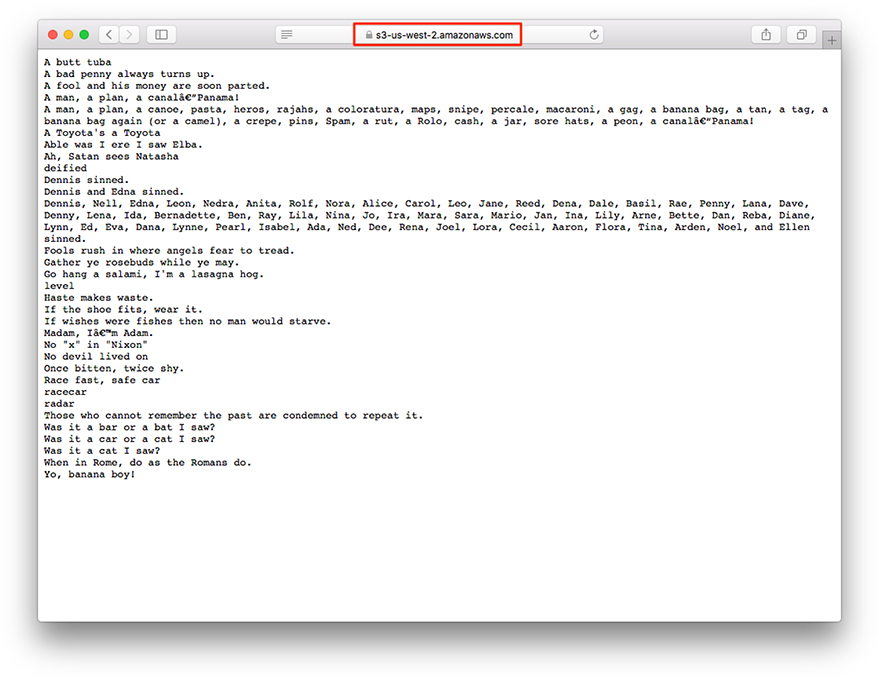 s3-us-west-2.amazonaws.com
A butt tuba
A bad penny always turns up.
A fool and his money are soon parted.
A man, a plan, a canalâ€"Panama!
A man, a plan, a canoe, pasta, heros, rajahs, a coloratura, maps, snipe, percale, macaroni, a gag, a banana bag, a tan, a tag, a
banana bag again (or a camel), a crepe, pins, Spam, a rut, a Rolo, cash, a jar, sore hats, a peon, a canalâ€"Panama!
A Toyota's a Toyota
Able was I ere I saw Elba.
Ah, Satan sees Natasha
deified
Dennis sinned.
Dennis and Edna sinned.
Dennis, Nell, Edna, Leon, Nedra, Anita, Rolf, Nora, Alice, Carol, Leo, Jane, Reed, Dena, Dale, Basil, Rae, Penny, Lana, Dave,
Denny, Lena, Ida, Bernadette, Ben, Ray, Lila, Nina, Jo, Ira, Mara, Sara, Mario, Jan, Ina, Lily, Arne, Bette, Dan, Reba, Diane,
Lynn, Ed, Eva, Dana, Lynne, Pearl, Isabel, Ada, Ned, Dee, Rena, Joel, Lora, Cecil, Aaron, Flora, Tina, Arden, Noel, and Ellen
sinned.
Fools rush in where angels fear to tread.
Gather ye rosebuds while ye may.
Go hang a salami, I'm a lasagna hog.
level
Haste makes waste.
If the shoe fits, wear it.
If wishes were fishes then no man would starve.
Madam, Iâ€™m Adam.
No "x" in "Nixon"
No devil lived on
Once bitten, twice shy.
Race fast, safe car
racecar
radar
Those who cannot remember the past are condemned to repeat it.
Was it a bar or a bat I saw?
Was it a car or a cat I saw?
Was it a cat I saw?
When in Rome, do as the Romans do.
Yo, banana boy!